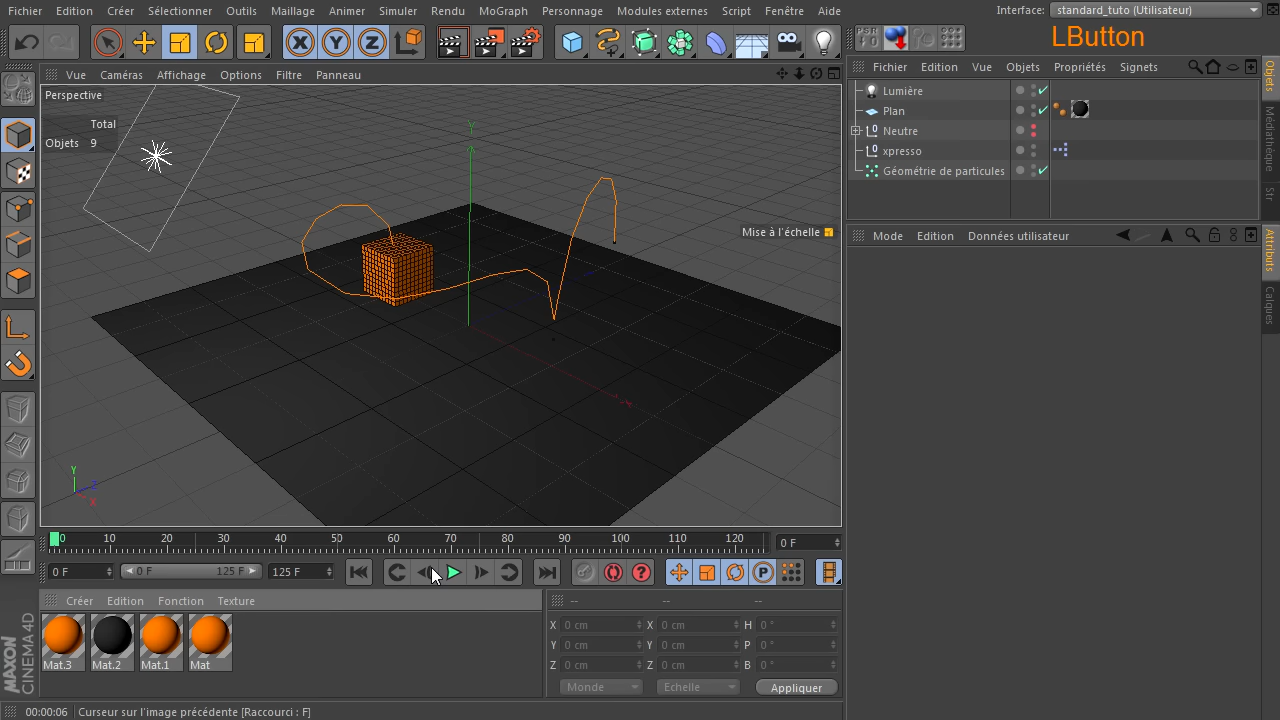 Fichier Edition Créer Sélectionner Outils Maillage Animer Simuler Rendu MoGraph Personnage Modules externes Script Fenêtre Aide Interface: standard_tuto (Utilisateur)
LButton
Vue Caméras Affichage Options Filtre Panneau
Fichier Edition Vue Objets Propriétés Signets
Perspective
Total
Objets 9
Mise à l'échelle
Y
X
Y
Z
X
Lumière
Plan
Neutre
xpresso
Géométrie de particules
Mode Edition Données utilisateur
Objets
Médiathèque
Str
Attributs
Calques
0 10 20 30 40 50 60 70 80 90 100 110 120 0 F
0 F 0 F 125 F 125 F
Créer Edition Fonction Texture
-- -- --
X 0 cm X 0 cm H 0 °
Y 0 cm Y 0 cm P 0 °
Z 0 cm Z 0 cm B 0 °
Monde Echelle Appliquer
Mat.3 Mat.2 Mat.1 Mat
MAXON
CINEMA 4D
00:00:06 Curseur sur l'image précédente [Raccourci : F]